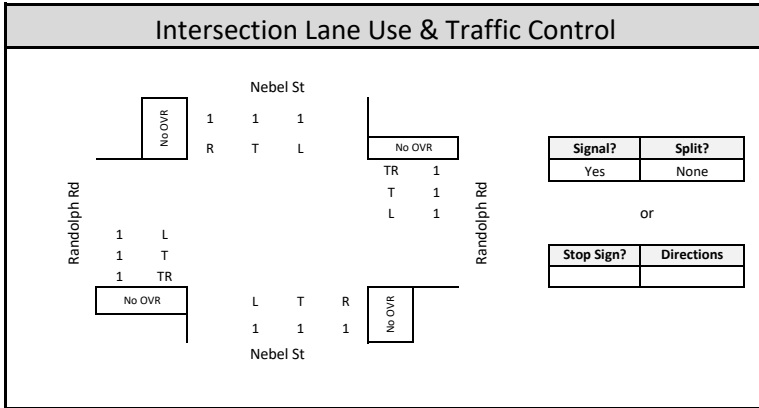 Intersection Lane Use & Traffic Control
Nebel St
No OVR
1 1 1
R T L
No OVR
TR 1
T 1
L 1
Randolph Rd
Randolph Rd
1 L
1 T
1 TR
No OVR
L T R
1 1 1
No OVR
Nebel St
Signal? Split?
Yes None
or
Stop Sign? Directions